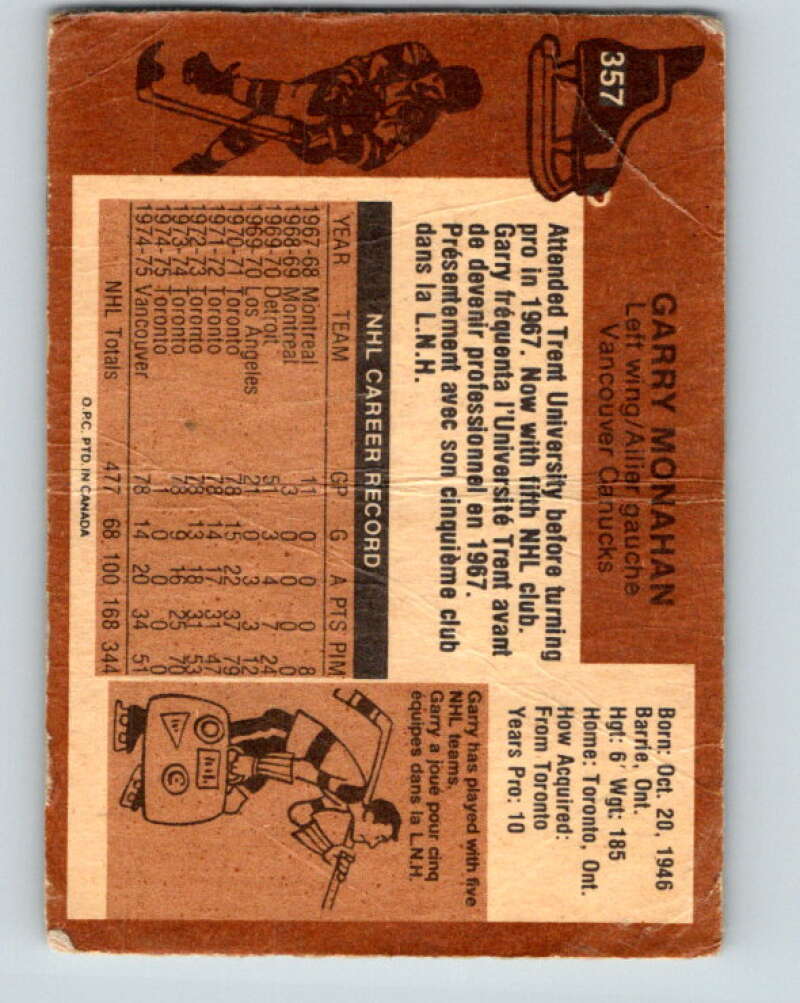 357
GARRY MONAHAN
Left wing/Ailier gauche
Vancouver Canucks
Attended Trent University before turning
pro in 1967. Now with fifth NHL club.
Garry fréquenta l'Université Trent avant
de devenir professionnel en 1967.
Présentement avec son cinquième club
dans la L.N.H.
Born: Oct. 20, 1946
Barrie, Ont.
Hgt: 6' Wgt: 185
Home: Toronto, Ont.
How Acquired:
From Toronto
Years Pro: 10
NHL CAREER RECORD
YEAR TEAM GP G A PTS PIM
1967-68 Montreal 11 0 0 0 8
1968-69 Montreal 3 0 0 0 0
1969-70 Detroit 51 3 4 7 24
1969-70 Los Angeles 21 0 3 3 12
1970-71 Toronto 78 15 22 37 79
1971-72 Toronto 78 14 17 31 47
1972-73 Toronto 78 13 18 31 53
1973-74 Toronto 78 9 16 25 70
1974-75 Toronto 1 0 0 0 0
1974-75 Vancouver 78 14 20 34 51
NHL Totals 477 68 100 168 344
Garry has played with five
NHL teams.
Garry a joué pour cinq
équipes dans la L.N.H.
O.P.C. PTD. IN CANADA